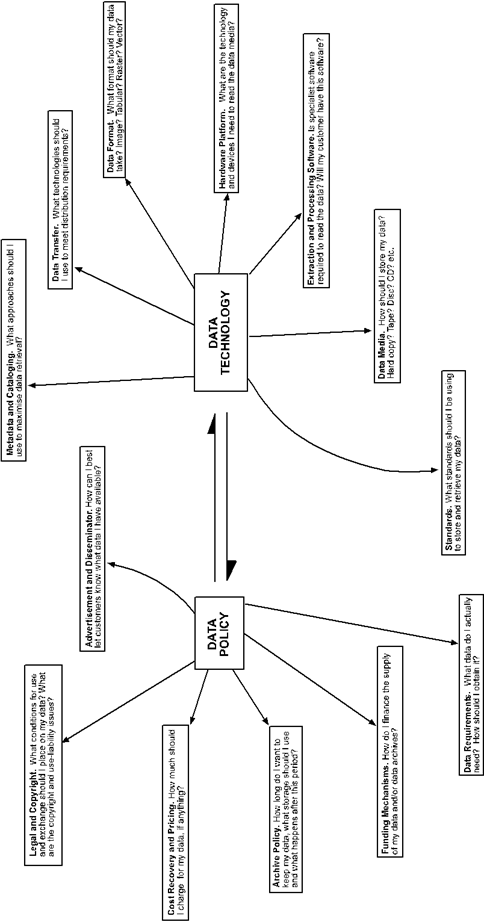 Legal and Copyright. What conditions for use
and exchange should I place on my data? What
are the copyright and use-liability issues?
Advertisement and Disseminator. How can I best
let customers know what data I have available?
Cost Recovery and Pricing. How much should
I charge for my data, if anything?
DATA
POLICY
Archive Policy. How long do I want to
keep my data, what storage should I use
and what happens after this period?
Funding Mechanisms. How do I finance the supply
of my data and/or data archives?
Data Requirements. What data do I actually
need? How should I obtain it?
Metadata and Cataloging. What approaches should I
use to maximise data retrieval?
Data Transfer. What technologies should
I use to meet distribution requirements?
Data Format. What format should my data
take? Image? Tabular? Raster? Vector?
DATA
TECHNOLOGY
Hardware Platform. What are the technology
and devices I need to read the data media?
Extraction and Processing Software. Is specialist software
required to read the data? Will my customer have this software?
Data Media. How should I store my data?
Hard copy? Tape? Disc? CD? etc.
Standards. What standards should I be using
to store and retrieve my data?